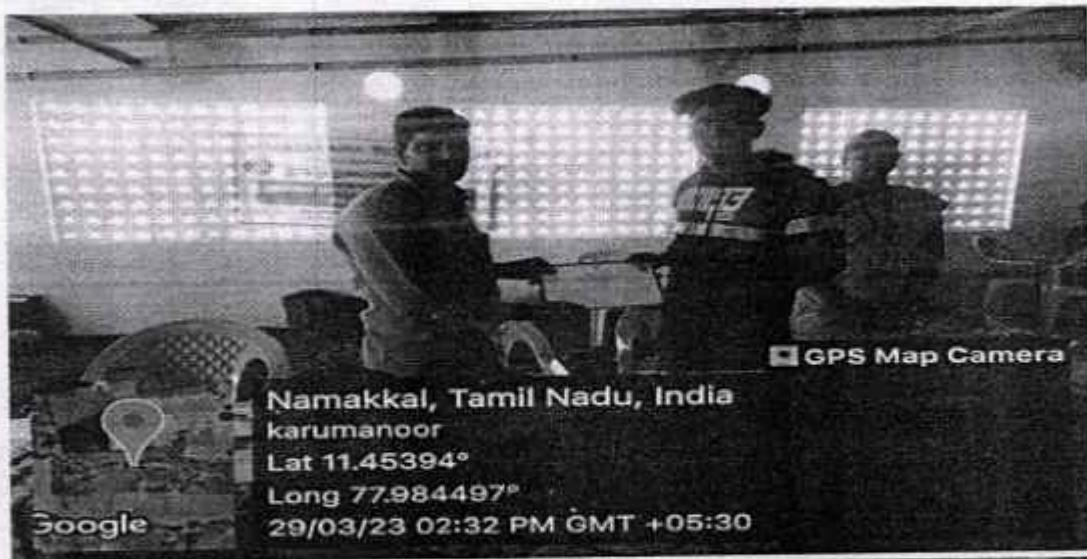 GPS Map Camera
Namakkal, Tamil Nadu, India
karumanoor
Lat 11.45394°
Long 77.984497°
29/03/23 02:32 PM GMT +05:30
Google